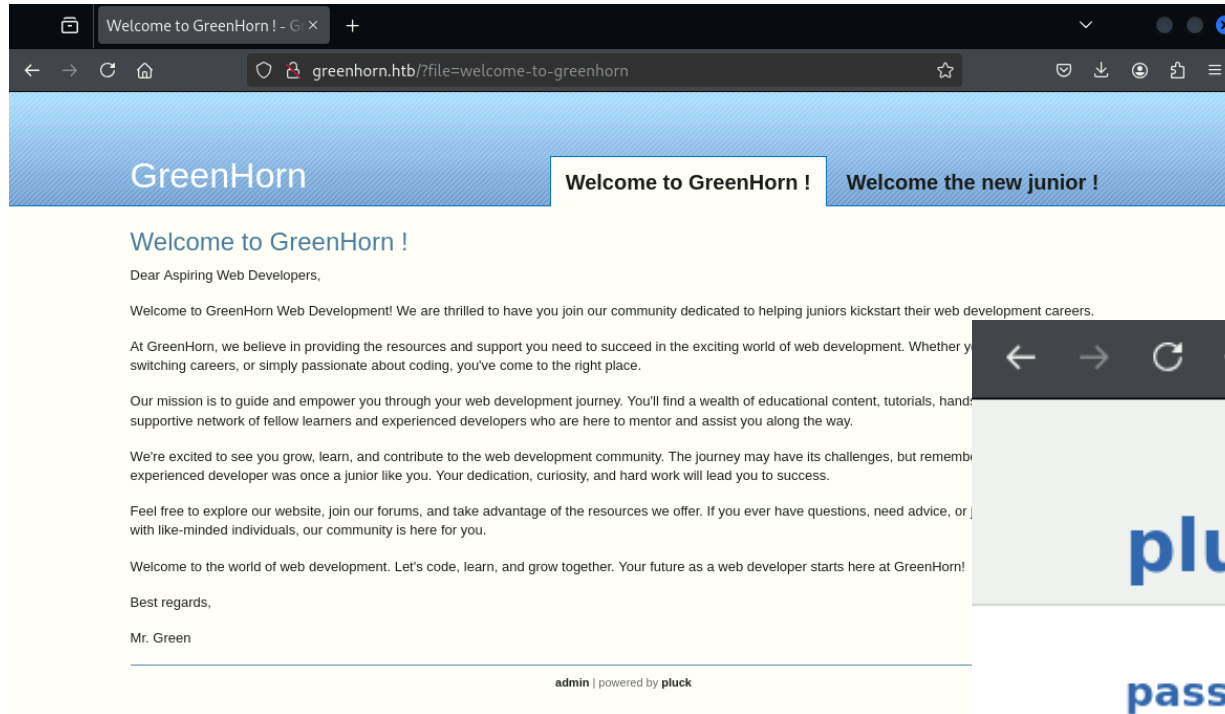 Welcome to GreenHorn ! - G
greenhorn.htb/?file=welcome-to-greenhorn
GreenHorn
Welcome to GreenHorn !
Welcome the new junior !
Welcome to GreenHorn !
Dear Aspiring Web Developers,
Welcome to GreenHorn Web Development! We are thrilled to have you join our community dedicated to helping juniors kickstart their web development careers.
At GreenHorn, we believe in providing the resources and support you need to succeed in the exciting world of web development. Whether
switching careers, or simply passionate about coding, you've come to the right place.
Our mission is to guide and empower you through your web development journey. You'll find a wealth of educational content, tutorials,
supportive network of fellow learners and experienced developers who are here to mentor and assist you along the way.
We're excited to see you grow, learn, and contribute to the web development community. The journey may have its challenges, but
experienced developer was once a junior like you. Your dedication, curiosity, and hard work will lead you to success.
Feel free to explore our website, join our forums, and take advantage of the resources we offer. If you ever have questions, need advice, or
with like-minded individuals, our community is here for you.
Welcome to the world of web development. Let's code, learn, and grow together. Your future as a web developer starts here at GreenHorn!
Best regards,
Mr. Green
admin | powered by pluck
plu
pass